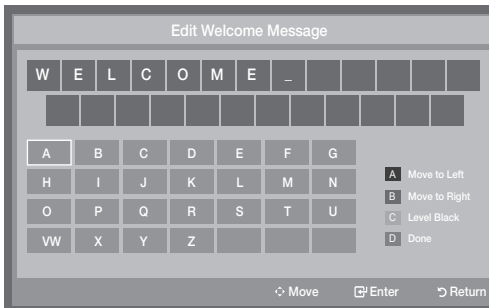 Edit Welcome Message
W E L C O M E _
A B C D E F G
H I J K L M N
O P Q R S T U
VW X Y Z
A Move to Left
B Move to Right
C Level Black
D Done
Move Enter Return